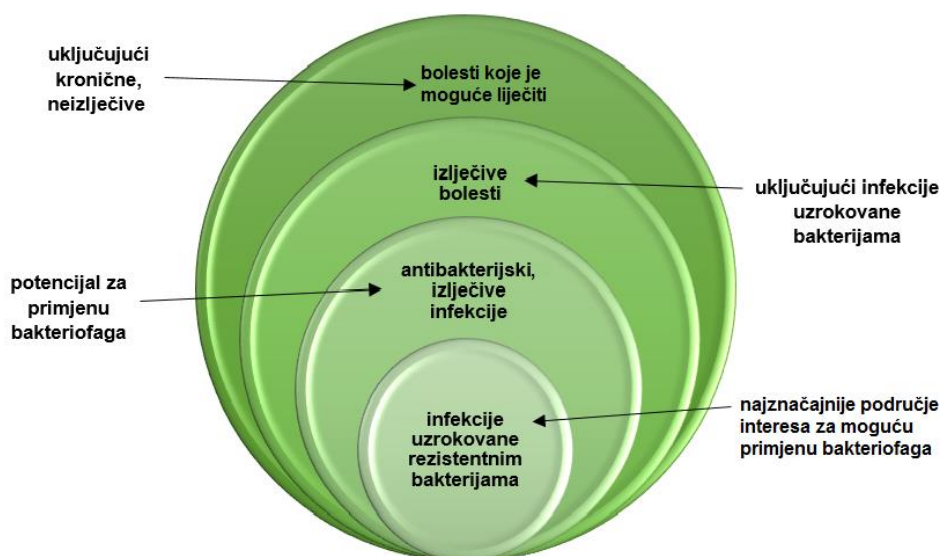 uključujući
kronične,
neizlječive
bolesti koje je
moguće liječiti
izlječive
bolesti
uključujući infekcije
uzrokovane
bakterijama
potencijal za
primjenu
bakteriofaga
antibakterijski,
izlječive
infekcije
infekcije
uzrokovane
rezistentnim
bakterijama
najznačajnije područje
interesa za moguću
primjenu bakteriofaga